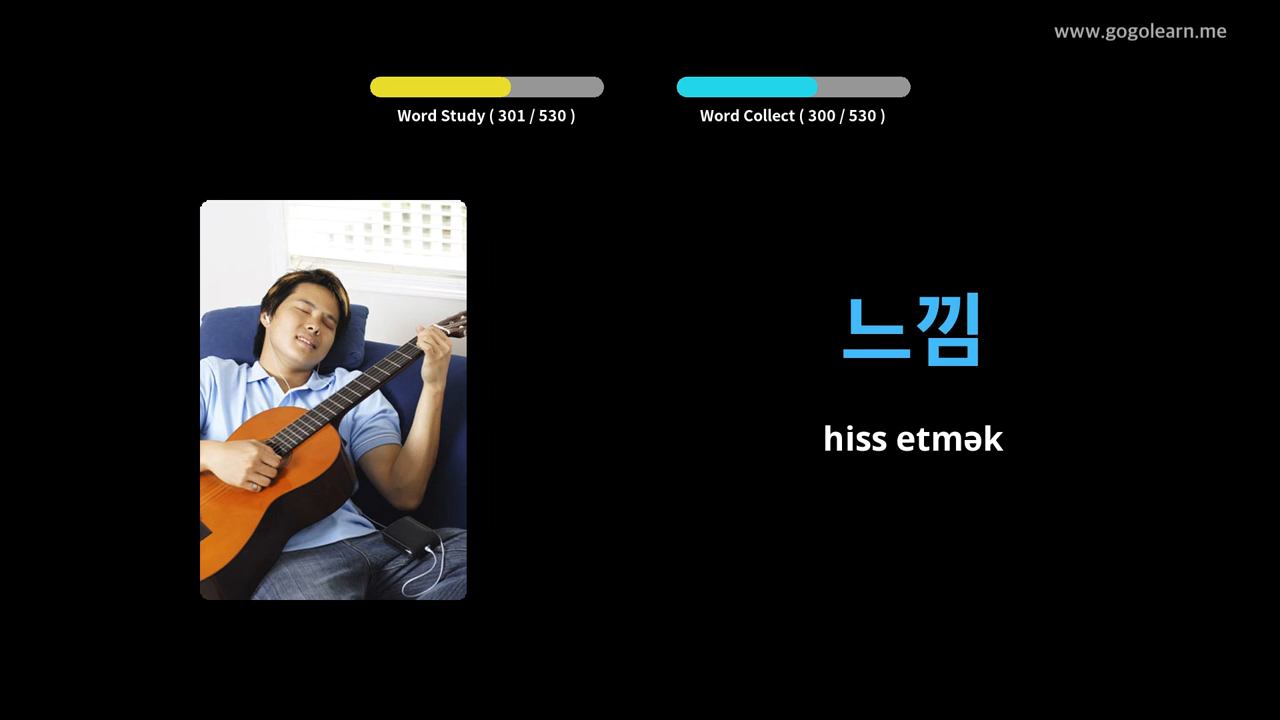 www.gogolearn.me
Word Study ( 301 / 530 )
Word Collect ( 300 / 530 )
느낌
hiss etmək